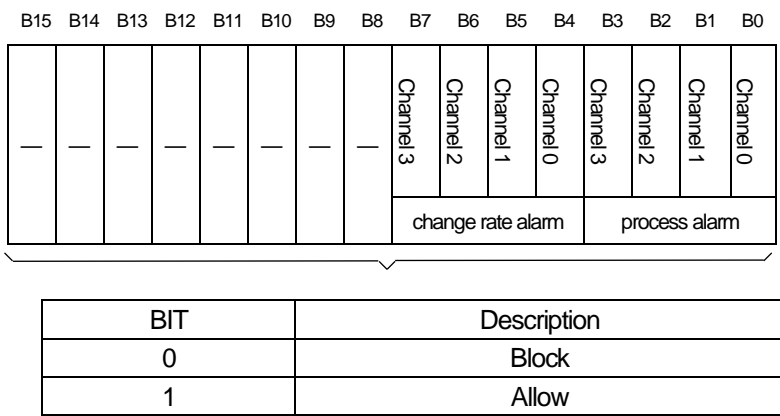 B15 B14 B13 B12 B11 B10 B9 B8 B7 B6 B5 B4 B3 B2 B1 B0
— — — — — — — — Channel 3 Channel 2 Channel 1 Channel 0 Channel 3 Channel 2 Channel 1 Channel 0
change rate alarm process alarm
BIT Description
0 Block
1 Allow